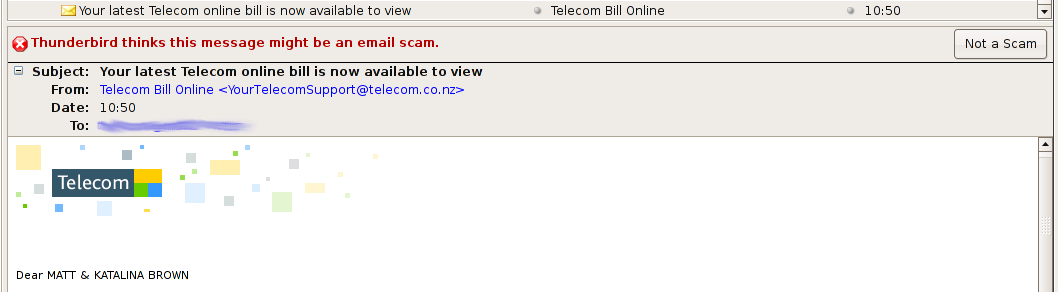 Your latest Telecom online bill is now available to view Telecom Bill Online 10:50
Thunderbird thinks this message might be an email scam. Not a Scam
Subject: Your latest Telecom online bill is now available to view
From: Telecom Bill Online <YourTelecomSupport@telecom.co.nz>
Date: 10:50
To:
Telecom
Dear MATT & KATALINA BROWN